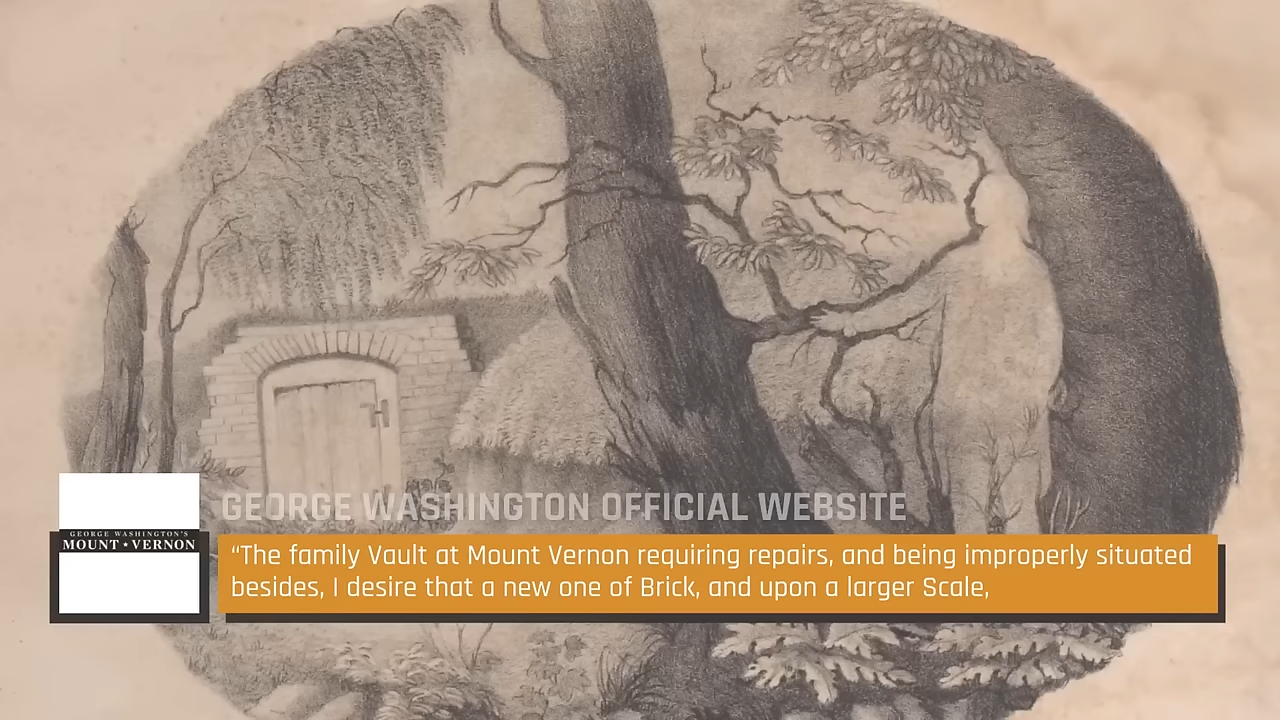 GEORGE WASHINGTON OFFICIAL WEBSITE
GEORGE WASHINGTON'S
MOUNT★VERNON
“The family Vault at Mount Vernon requiring repairs, and being improperly situated
besides, I desire that a new one of Brick, and upon a larger Scale,